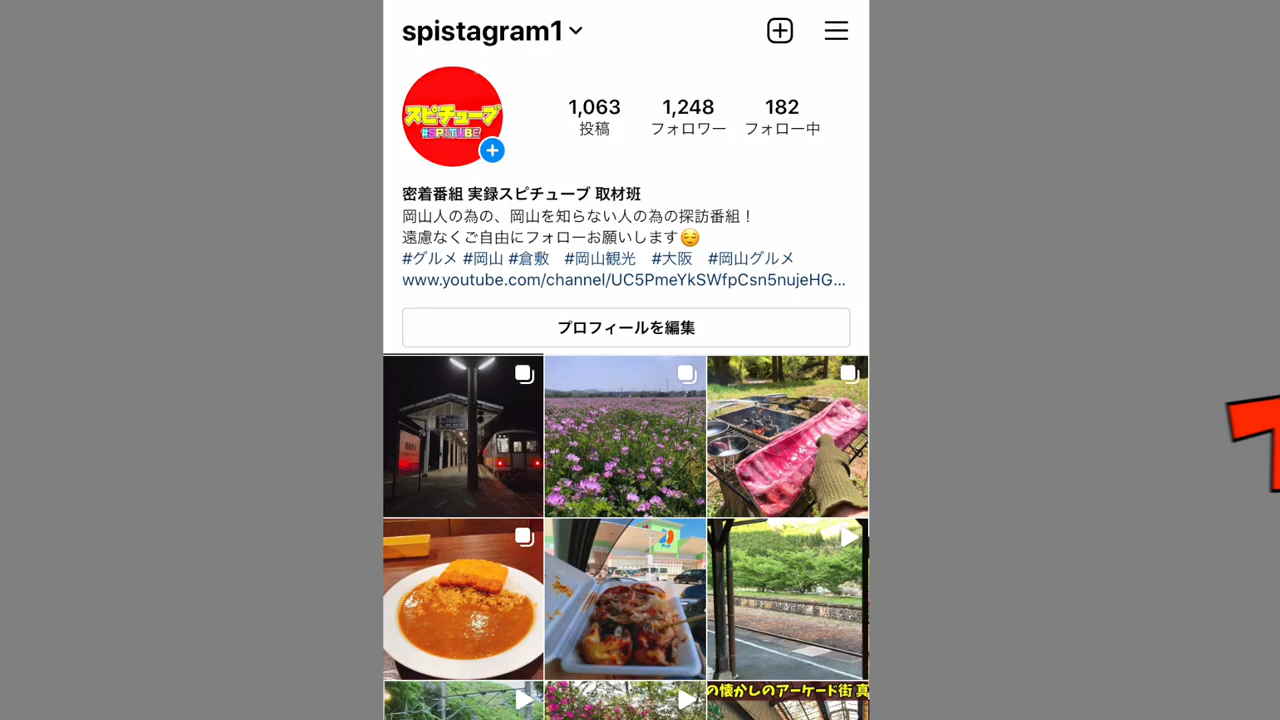 spistagram1
スピチューブ
#SPITUBE
1,063 1,248 182
投稿 フォロワー フォロー中
密着番組 実録スピチューブ 取材班
岡山人の為の、岡山を知らない人の為の探訪番組！
遠慮なくご自由にフォローお願いします😌
#グルメ #岡山 #倉敷　#岡山観光　#大阪　#岡山グルメ
www.youtube.com/channel/UC5PmeYkSWfpCsn5nujeHG...
プロフィールを編集
の懐かしのアーケード街 真